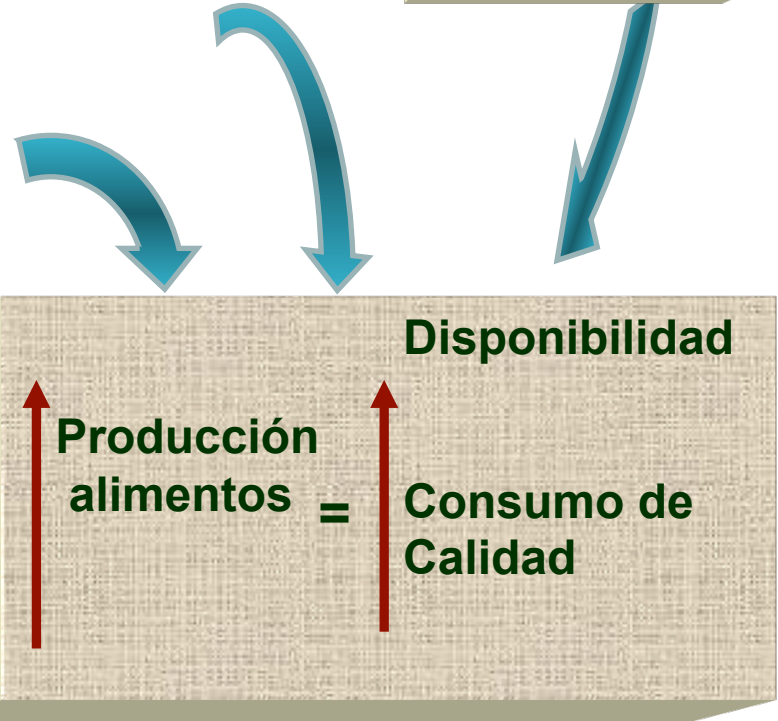 Producción
alimentos
=
Disponibilidad
Consumo de
Calidad